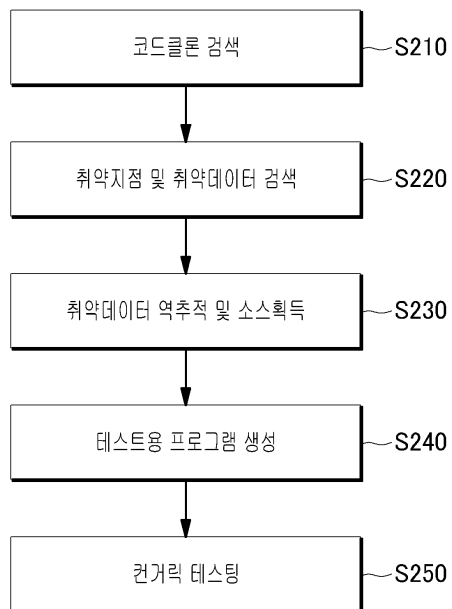 코드클론 검색
S210
취약지점 및 취약데이터 검색
S220
취약데이터 역추적 및 소스획득
S230
테스트용 프로그램 생성
S240
컨거릭 테스팅
S250